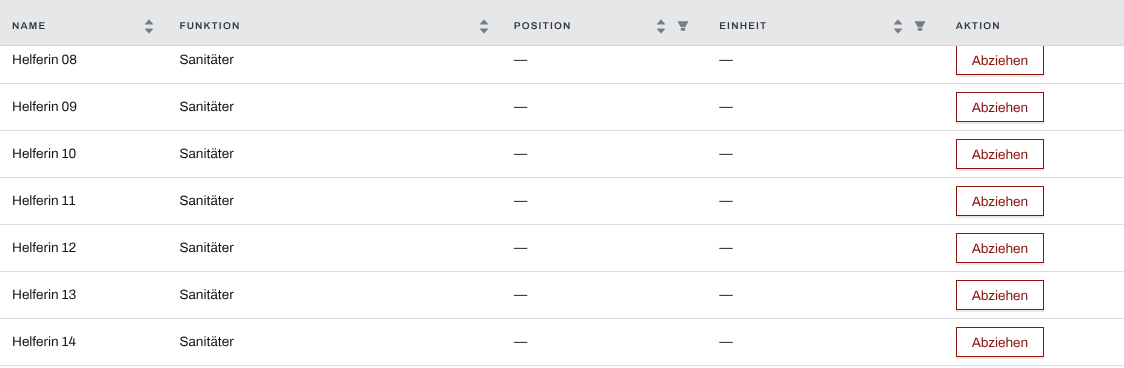 NAME FUNKTION POSITION EINHEIT AKTION
Helferin 08 Sanitäter — — Abziehen
Helferin 09 Sanitäter — — Abziehen
Helferin 10 Sanitäter — — Abziehen
Helferin 11 Sanitäter — — Abziehen
Helferin 12 Sanitäter — — Abziehen
Helferin 13 Sanitäter — — Abziehen
Helferin 14 Sanitäter — — Abziehen